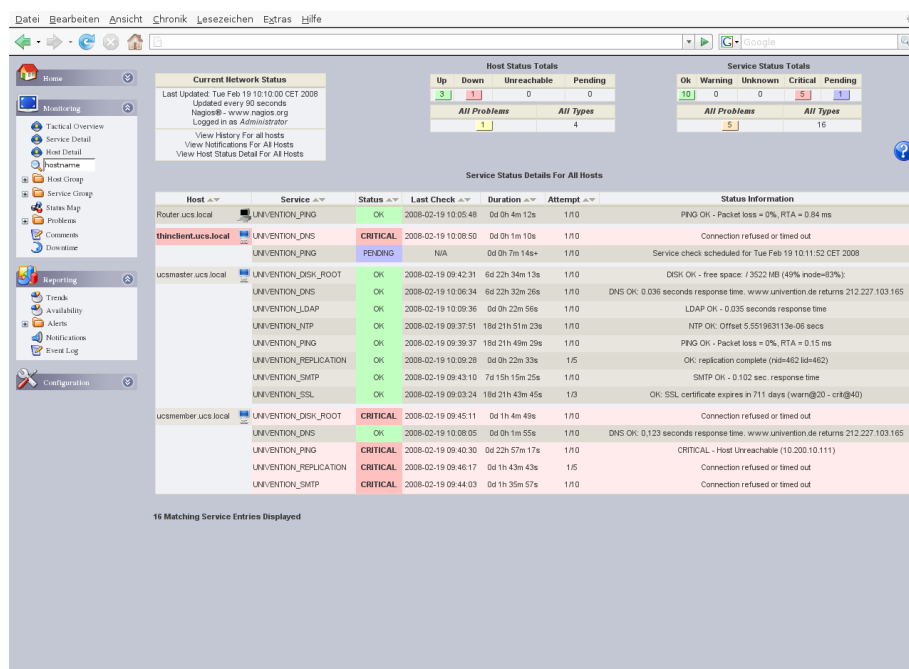 Datei Bearbeiten Ansicht Chronik Lesezeichen Extras Hilfe
Google
Home
Monitoring
Tactical Overview
Service Detail
Host Detail
hostname
Host Group
Service Group
Status Map
Problems
Comments
Downtime
Reporting
Trends
Availability
Alerts
Notifications
Event Log
Configuration
Current Network Status
Last Updated: Tue Feb 19 10:10:00 CET 2008
Updated every 90 seconds
Nagios® - www.nagios.org
Logged in as Administrator
View History For all hosts
View Notifications For All Hosts
View Host Status Detail For All Hosts
Host Status Totals
Up Down Unreachable Pending
3 1 0 0
All Problems All Types
1 4
Service Status Totals
Ok Warning Unknown Critical Pending
10 0 0 5 1
All Problems All Types
5 16
Service Status Details For All Hosts
Host Service Status Last Check Duration Attempt Status Information
Router.ucs.local UNIVENTION_PING OK 2008-02-19 10:05:48 0d 0h 4m 12s 1/10 PING OK - Packet loss = 0%, RTA = 0.84 ms
thinclient.ucs.local UNIVENTION_DNS CRITICAL 2008-02-19 10:08:50 0d 0h 1m 10s 1/10 Connection refused or timed out
UNIVENTION_PING PENDING N/A 0d 0h 7m 14s+ 1/10 Service check scheduled for Tue Feb 19 10:11:52 CET 2008
ucsmaster.ucs.local UNIVENTION_DISK_ROOT OK 2008-02-19 09:42:31 6d 22h 34m 13s 1/10 DISK OK - free space: / 3522 MB (49% inode=83%):
UNIVENTION_DNS OK 2008-02-19 10:06:34 6d 22h 32m 26s 1/10 DNS OK: 0.036 seconds response time. www.univention.de returns 212.227.103.165
UNIVENTION_LDAP OK 2008-02-19 10:09:36 0d 0h 22m 56s 1/10 LDAP OK - 0.035 seconds response time
UNIVENTION_NTP OK 2008-02-19 09:37:51 18d 21h 51m 23s 1/10 NTP OK: Offset 5.551963113e-06 secs
UNIVENTION_PING OK 2008-02-19 09:39:37 18d 21h 49m 29s 1/10 PING OK - Packet loss = 0%, RTA = 0.15 ms
UNIVENTION_REPLICATION OK 2008-02-19 10:09:28 0d 0h 22m 33s 1/5 OK: replication complete (nid=462 lid=462)
UNIVENTION_SMTP OK 2008-02-19 09:43:10 7d 15h 15m 25s 1/10 SMTP OK - 0.102 sec. response time
UNIVENTION_SSL OK 2008-02-19 09:03:24 18d 21h 43m 45s 1/3 OK: SSL certificate expires in 711 days (warn@20 - crit@40)
ucsmember.ucs.local UNIVENTION_DISK_ROOT CRITICAL 2008-02-19 09:45:11 0d 1h 4m 49s 1/10 Connection refused or timed out
UNIVENTION_DNS OK 2008-02-19 10:08:05 0d 0h 1m 55s 1/10 DNS OK: 0,123 seconds response time. www.univention.de returns 212.227.103.165
UNIVENTION_PING CRITICAL 2008-02-19 09:40:30 0d 22h 57m 17s 1/10 CRITICAL - Host Unreachable (10.200.10.111)
UNIVENTION_REPLICATION CRITICAL 2008-02-19 09:46:17 0d 1h 43m 43s 1/5 Connection refused or timed out
UNIVENTION_SMTP CRITICAL 2008-02-19 09:44:03 0d 1h 35m 57s 1/10 Connection refused or timed out
16 Matching Service Entries Displayed